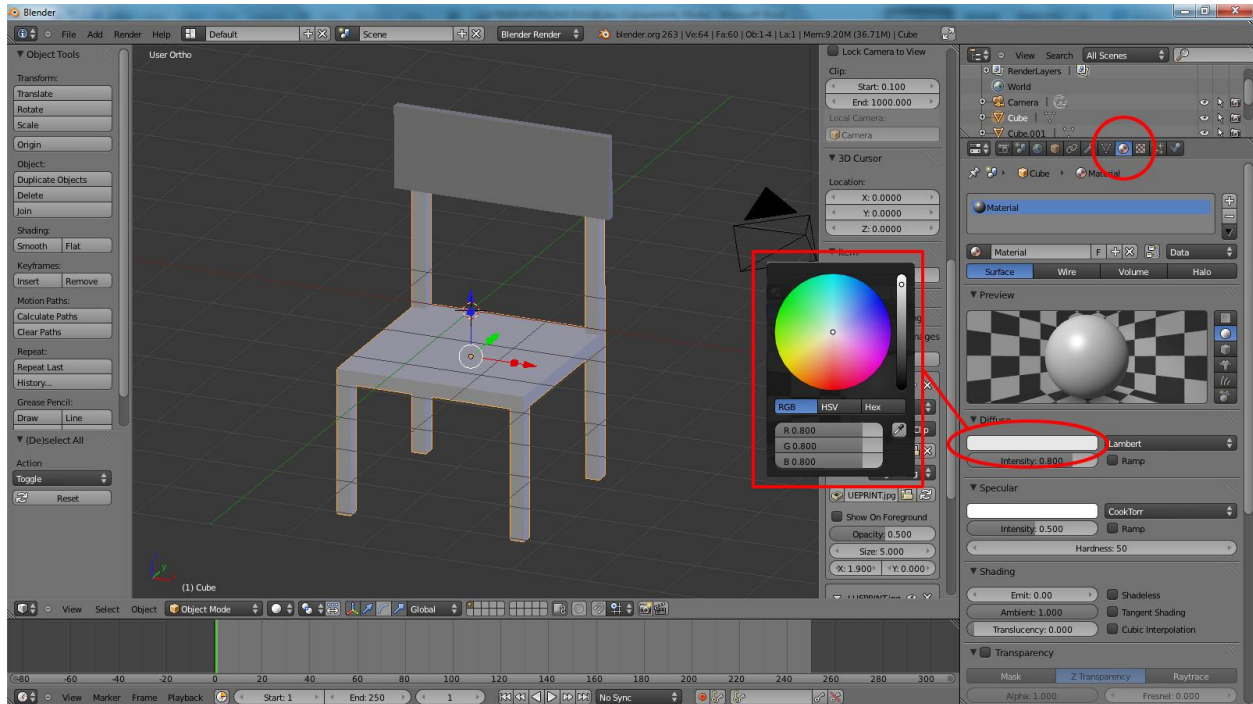 Blender
File Add Render Help Default Scene Blender Render blender.org 263 | Ve:64 | Fa:60 | Ob:1-4 | La:1 | Mem:9.20M (36.71M) | Cube
Object Tools
Transform:
Translate
Rotate
Scale
Origin
Object:
Duplicate Objects
Delete
Join
Shading:
Smooth Flat
Keyframes:
Insert Remove
Motion Paths:
Calculate Paths
Clear Paths
Repeat:
Repeat Last
History...
Grease Pencil:
Draw Line
(De)select All
Action
Toggle
Reset
User Ortho
(1) Cube
Lock Camera to View
Clip:
Start: 0.100
End: 1000.000
Local Camera:
Camera
3D Cursor
Location:
X: 0.0000
Y: 0.0000
Z: 0.0000
Item
RGB HSV Hex
R 0.800
G 0.800
B 0.800
UEPRINT.jpg
Show On Foreground
Opacity: 0.500
Size: 5.000
X: 1.900 Y: 0.000
View Search All Scenes
RenderLayers
World
Camera
Cube
Cube.001
Cube Material
Material
Material F Data
Surface Wire Volume Halo
Preview
Diffuse
Lambert
Intensity: 0.800 Ramp
Specular
CookTorr
Intensity: 0.500 Ramp
Hardness: 50
Shading
Emit: 0.00 Shadeless
Ambient: 1.000 Tangent Shading
Translucency: 0.000 Cubic Interpolation
Transparency
Mask Z Transparency Raytrace
Alpha: 1.000 Fresnel: 0.000
View Select Object Object Mode Global
-80 -60 -40 -20 0 20 40 60 80 100 120 140 160 180 200 220 240 260 280 300
View Marker Frame Playback Start: 1 End: 250 1 No Sync